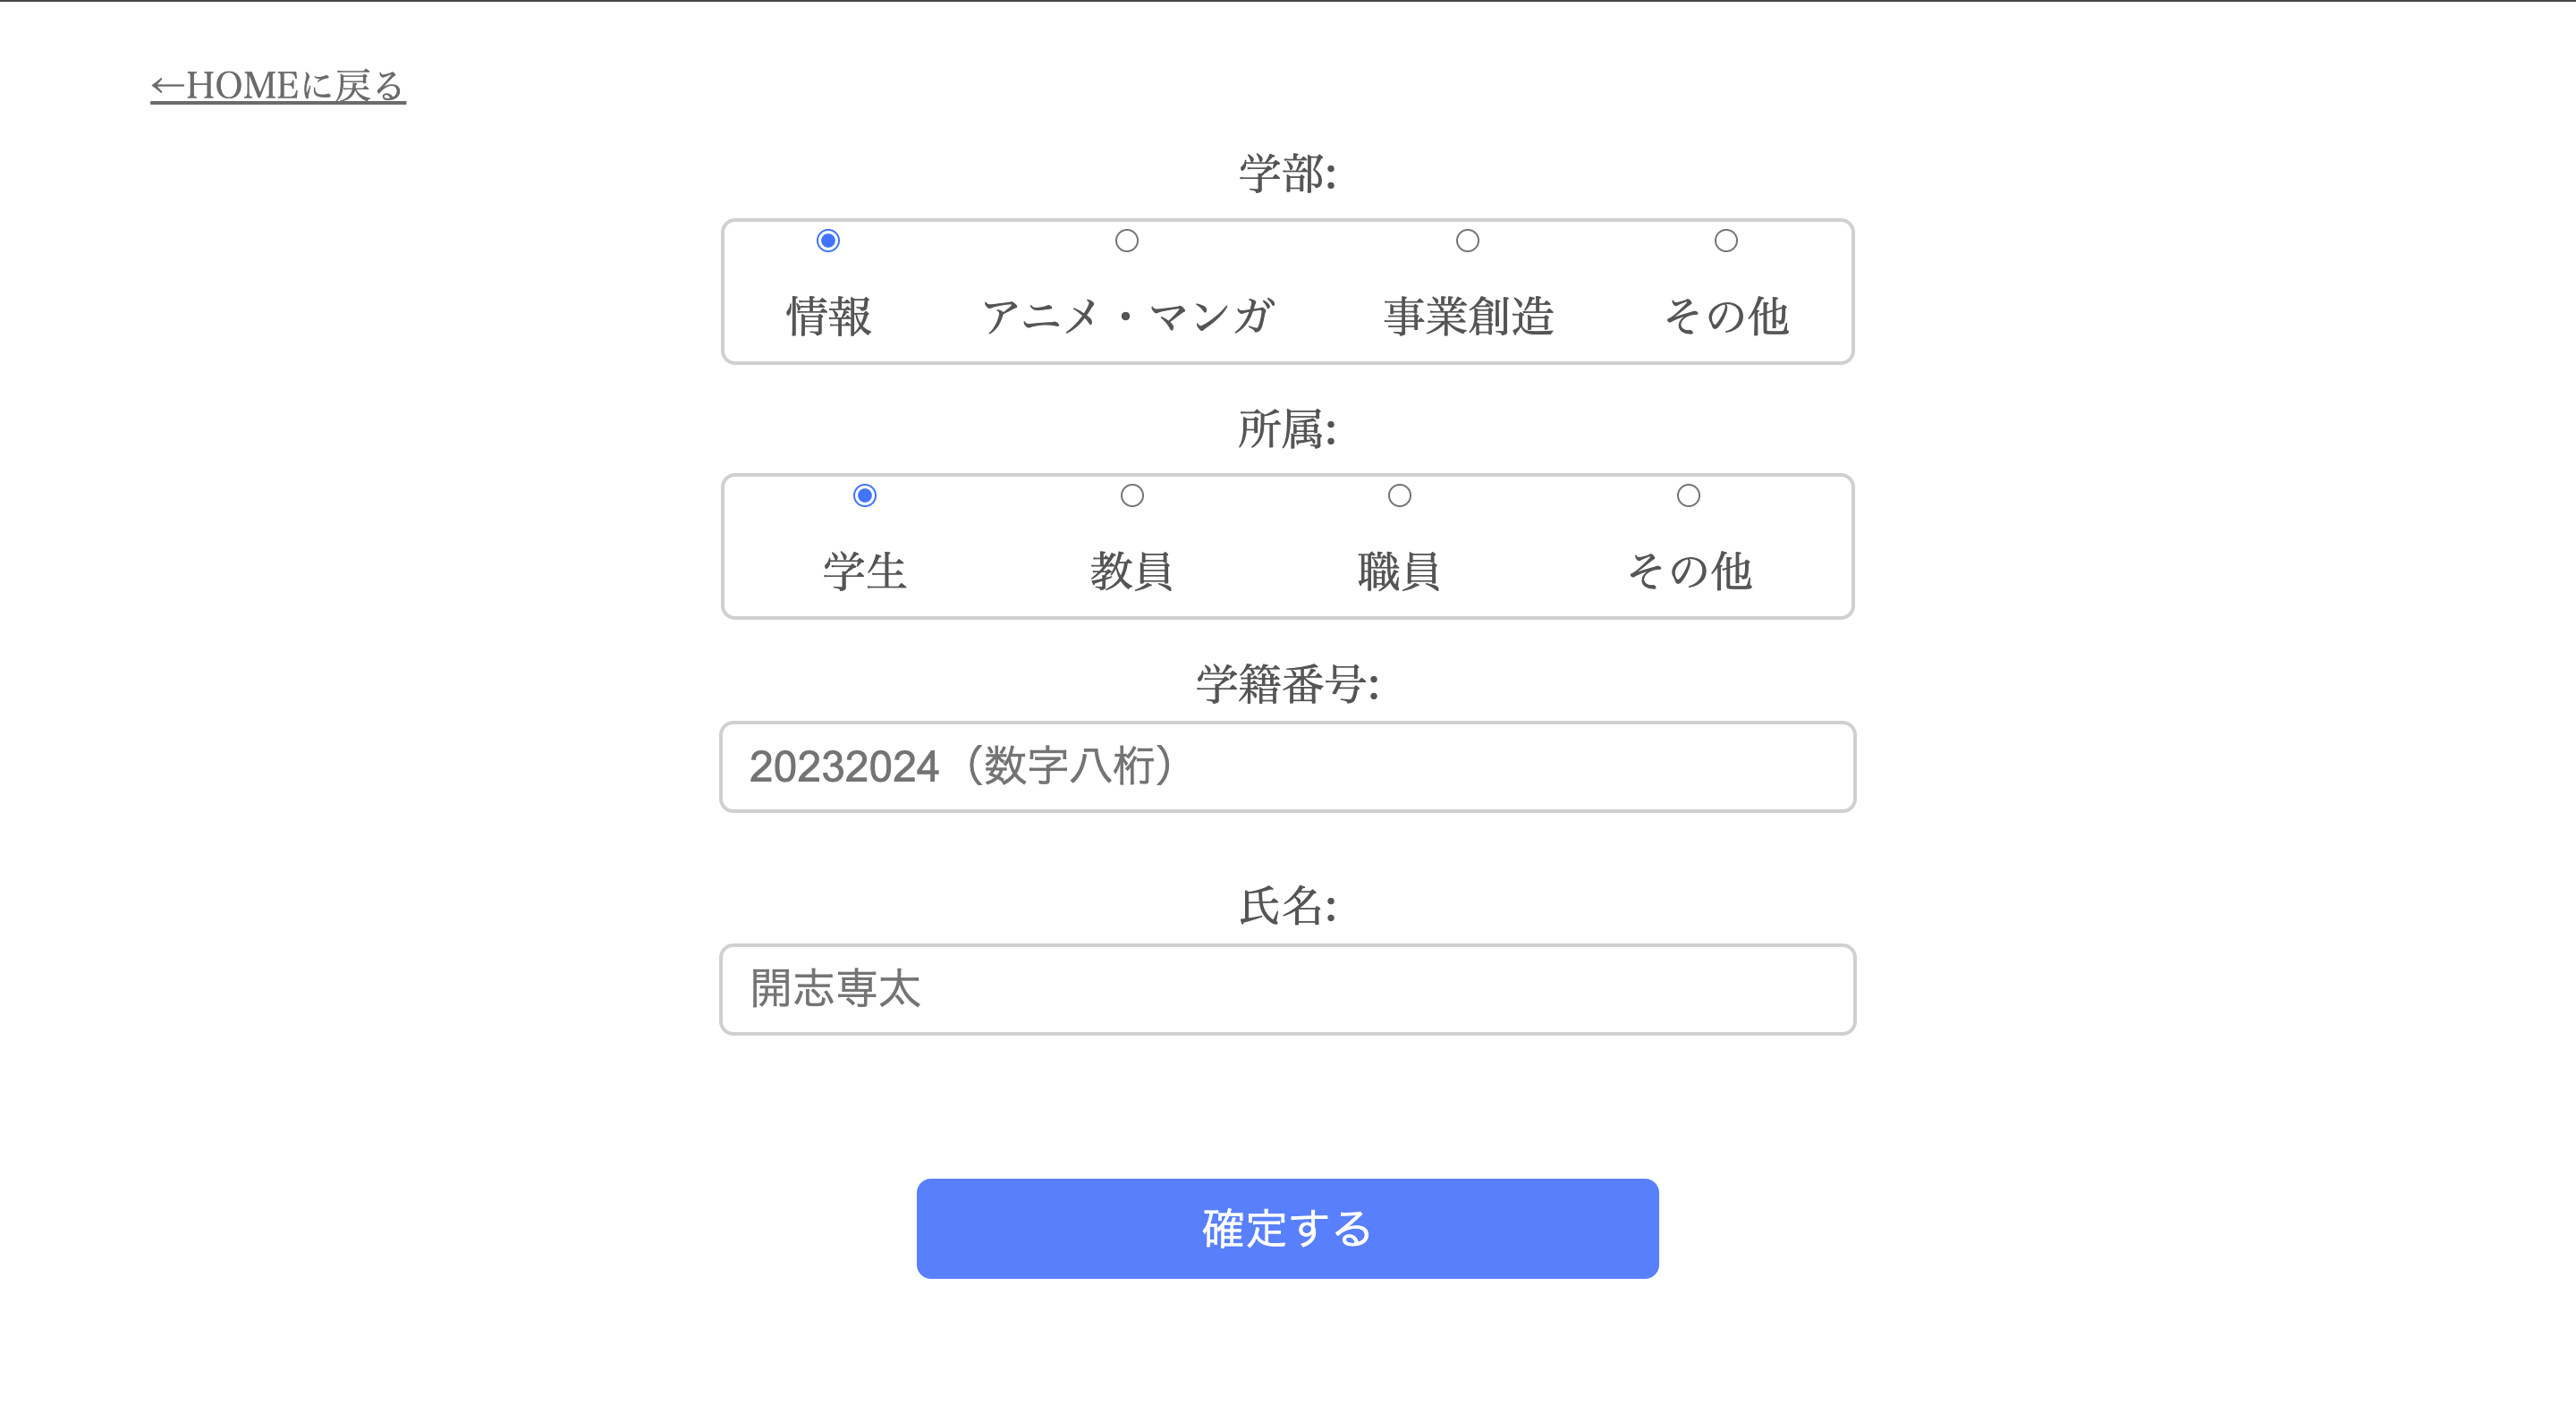 ←HOMEに戻る
学部:
情報 アニメ・マンガ 事業創造 その他
所属:
学生 教員 職員 その他
学籍番号:
20232024（数字八桁）
氏名:
開志専太
確定する